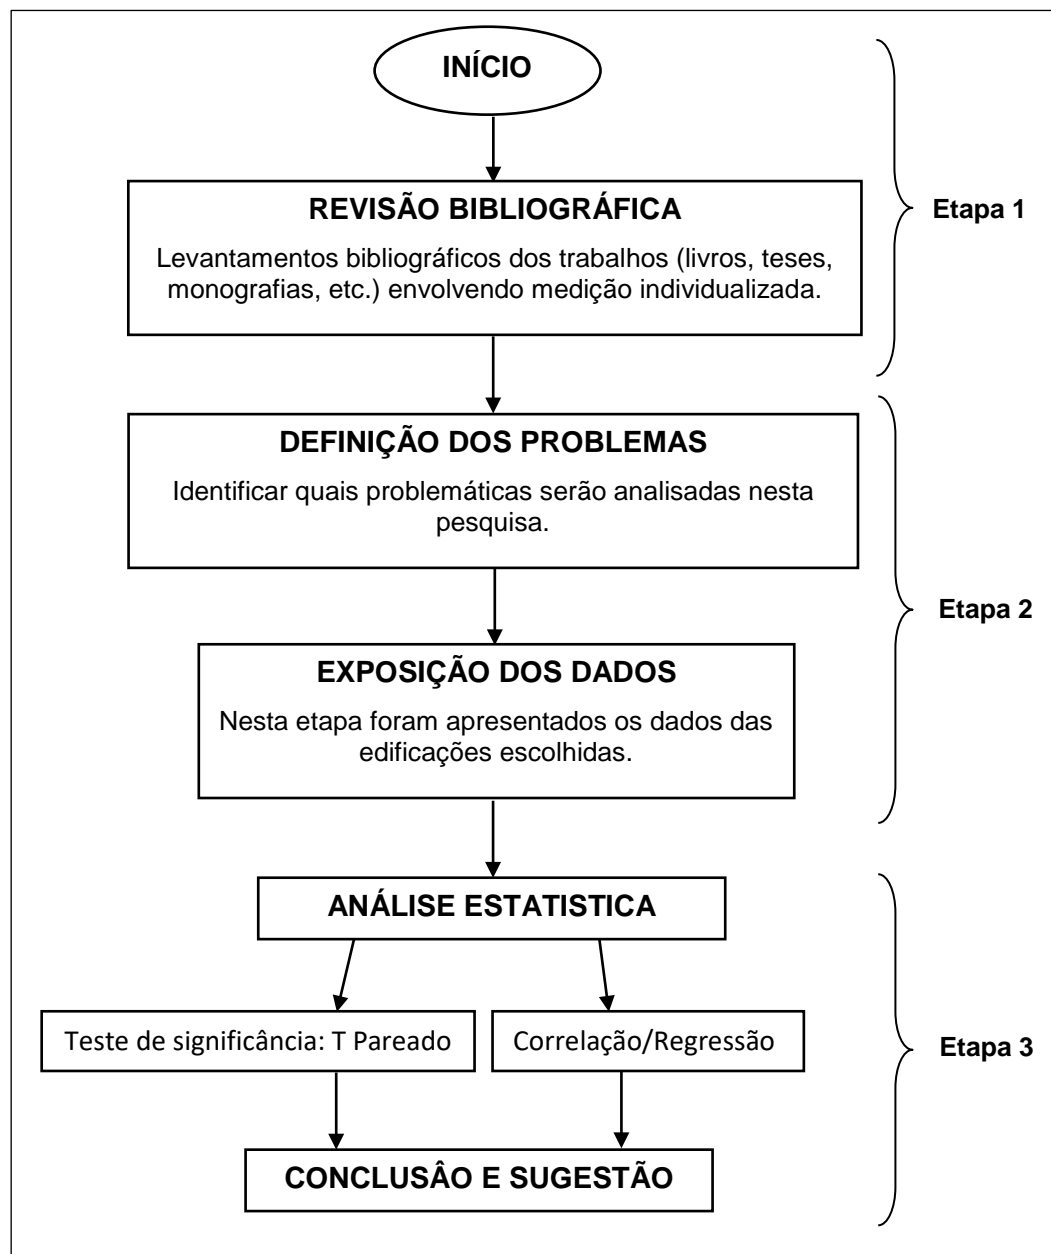 INÍCIO
REVISÃO BIBLIOGRÁFICA
Levantamentos bibliográficos dos trabalhos (livros, teses,
monografias, etc.) envolvendo medição individualizada.
Etapa 1
DEFINIÇÃO DOS PROBLEMAS
Identificar quais problemáticas serão analisadas nesta
pesquisa.
Etapa 2
EXPOSIÇÃO DOS DADOS
Nesta etapa foram apresentados os dados das
edificações escolhidas.
ANÁLISE ESTATISTICA
Teste de significância: T Pareado
Correlação/Regressão
Etapa 3
CONCLUSÂO E SUGESTÃO